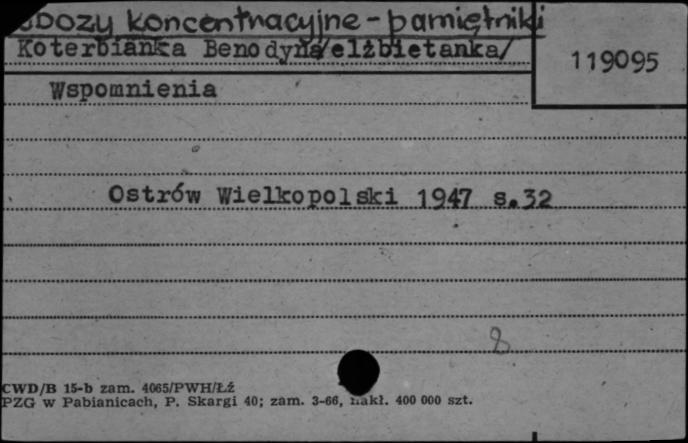 obozy koncentracyjne - pamiętniki
Koterbianka Benodyna/elżbietanka/
119095
Wspomnienia
Ostrów Wielkopolski 1947 s.32
8
CWD/B 15-b zam. 4065/PWH/Łź
PZG w Pabianicach, P. Skargi 40; zam. 3-66, nakł. 400 000 szt.